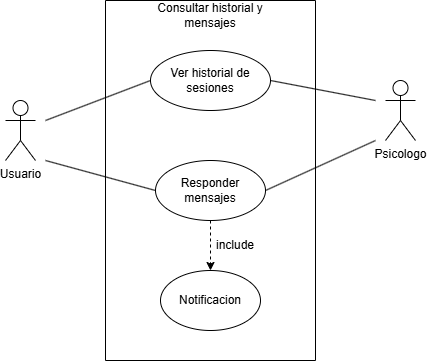 Consultar historial y
mensajes
Ver historial de
sesiones
Usuario
Psicologo
Responder
mensajes
include
Notificacion